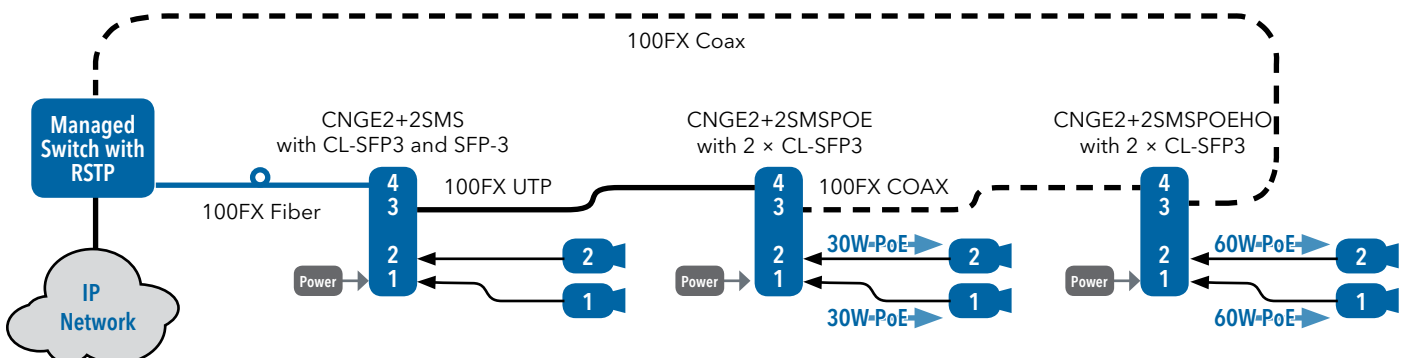 100FX Coax
Managed
Switch with
RSTP
CNGE2+2SMS
with CL-SFP3 and SFP-3
CNGE2+2SMSPOE
with 2 × CL-SFP3
CNGE2+2SMSPOEHO
with 2 × CL-SFP3
100FX Fiber
4
3
2
1
100FX UTP
Power
2
1
4
3
2
1
100FX COAX
Power
30W-PoE
2
30W-PoE
1
4
3
2
1
Power
60W-PoE
2
60W-PoE
1
IP
Network